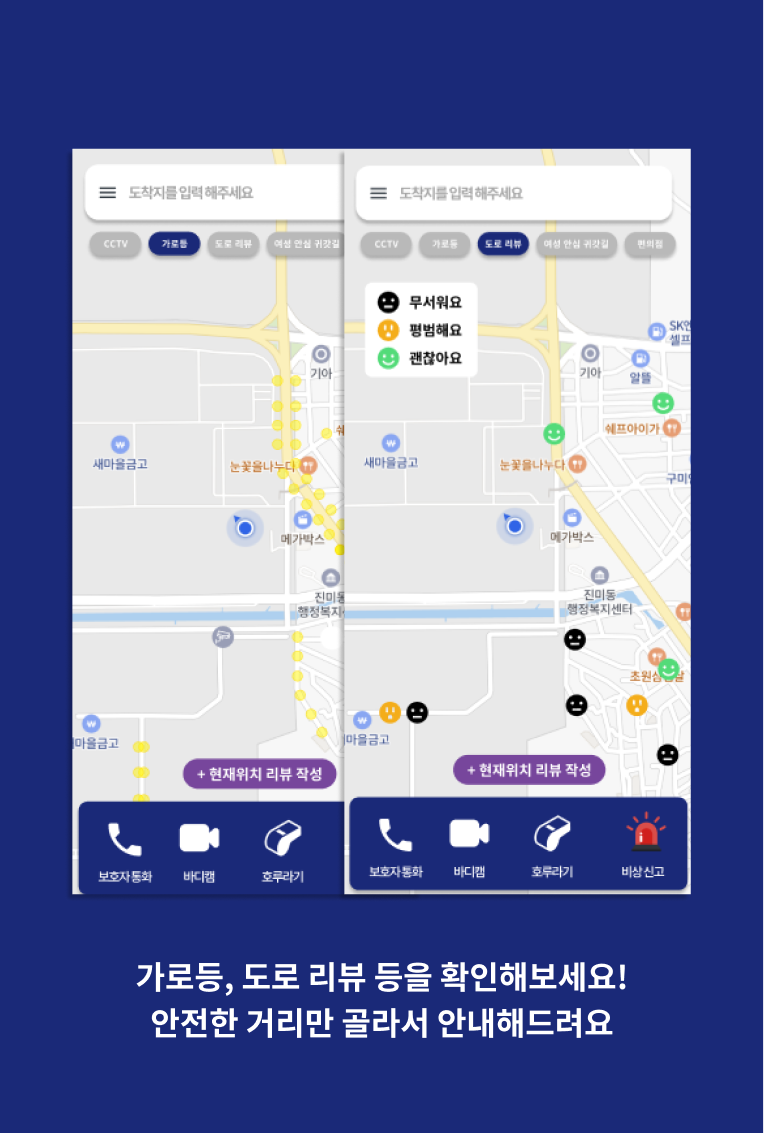 도착지를 입력 해주세요
CCTV
가로등
도로 리뷰
여성 안심 귀갓길
기아
새마을금고
눈꽃을나누다
메가박스
진미동
행정복지
마을금고
+ 현재위치 리뷰 작성
보호자 통화
바디캠
호루라기
도착지를 입력 해주세요
CCTV
가로등
도로 리뷰
여성 안심 귀갓길
편의점
무서워요
평범해요
괜찮아요
SK엔
셀프
기아
알뜰
쉐프아이가
새마을금고
눈꽃을나누다
구미
메가박스
진미동
행정복지센터
마을금고
+ 현재위치 리뷰 작성
보호자 통화
바디캠
호루라기
비상 신고
가로등, 도로 리뷰 등을 확인해보세요!
안전한 거리만 골라서 안내해드려요